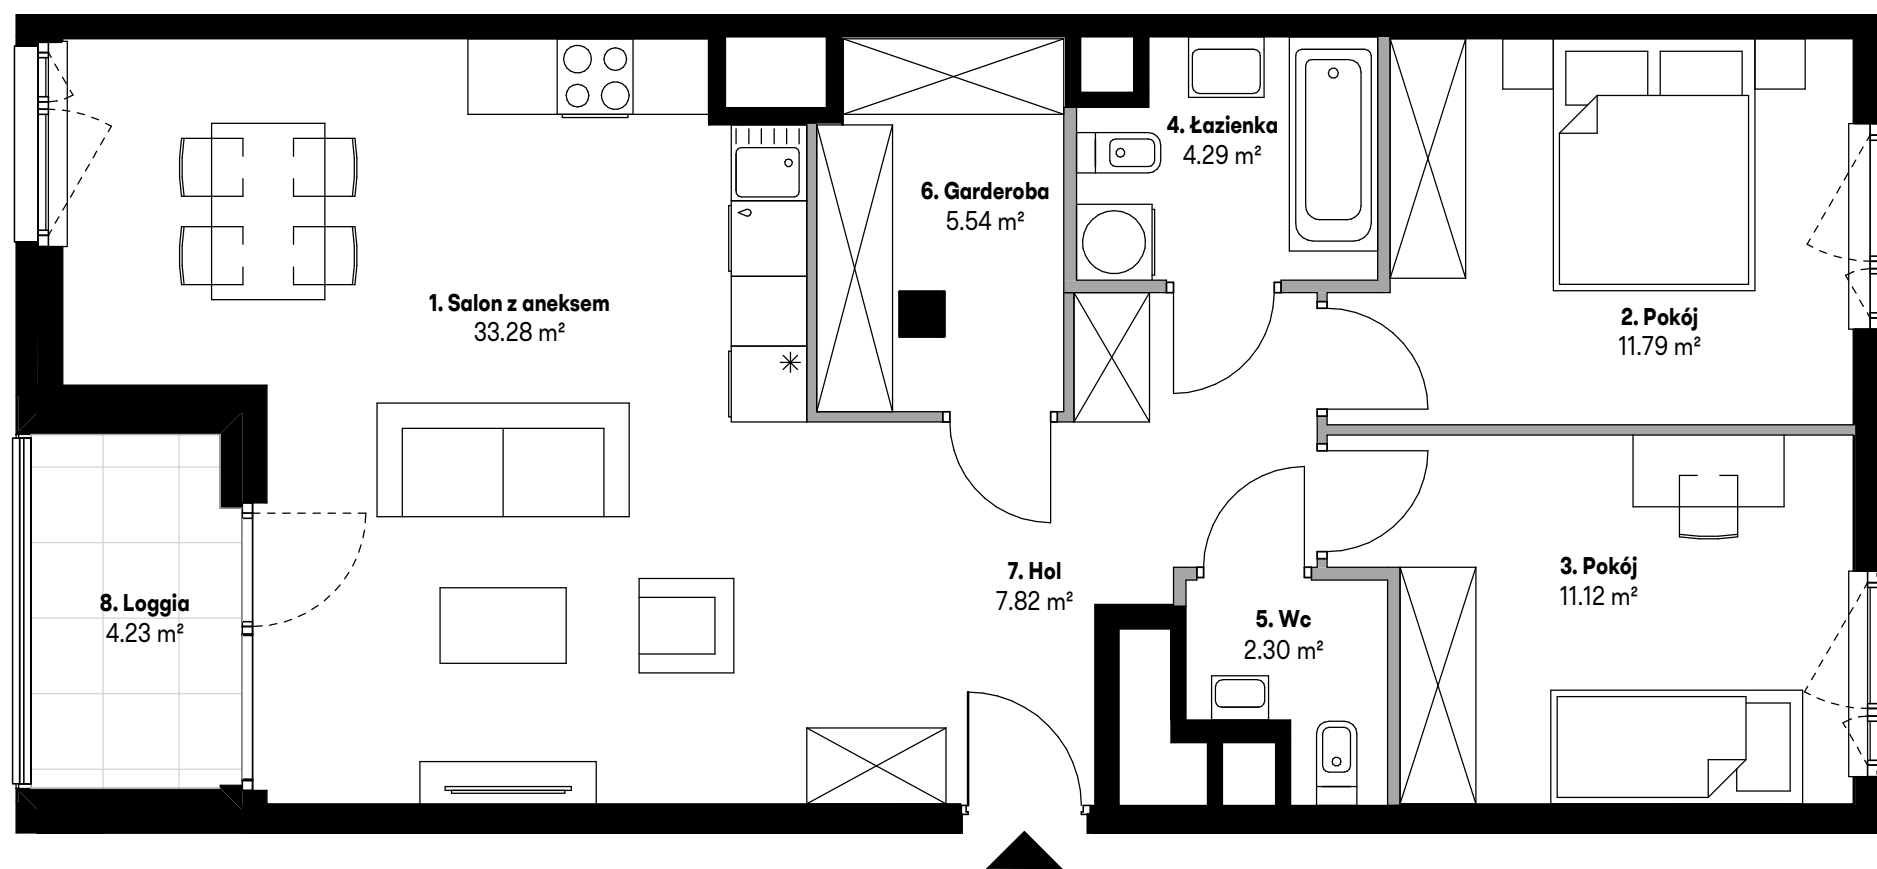 1. Salon z aneksem
33.28 m²
2. Pokój
11.79 m²
3. Pokój
11.12 m²
4. Łazienka
4.29 m²
5. Wc
2.30 m²
6. Garderoba
5.54 m²
7. Hol
7.82 m²
8. Loggia
4.23 m²